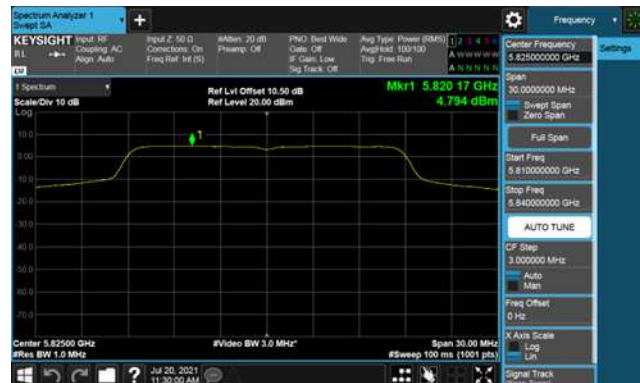 Spectrum Analyzer 1
Swept SA
+
Frequency
KEYSIGHT
RL
Input: RF
Coupling: AC
Align: Auto
Input Z: 50 Ω
Corrections: On
Freq Ref: Int (S)
#Atten: 20 dB
Preamp: Off
PNO: Best Wide
Gate: Off
IF Gain: Low
Sig Track: Off
Avg Type: Power (RMS)
Avg|Hold: 100/100
Trig: Free Run
1 2 3 4 5 6
A W W W W W
A N N N N N
Center Frequency
5.825000000 GHz
Settings
Span
30.0000000 MHz
Swept Span
Zero Span
Full Span
Start Freq
5.810000000 GHz
Stop Freq
5.840000000 GHz
AUTO TUNE
CF Step
3.000000 MHz
Auto
Man
Freq Offset
0 Hz
X Axis Scale
Log
Lin
Signal Track
1 Spectrum
Scale/Div 10 dB
Log
Ref Lvl Offset 10.50 dB
Ref Level 20.00 dBm
Mkr1 5.820 17 GHz
4.794 dBm
1
10.0
0.00
-10.0
-20.0
-30.0
-40.0
-50.0
-60.0
-70.0
Center 5.82500 GHz
#Res BW 1.0 MHz
#Video BW 3.0 MHz*
Span 30.00 MHz
#Sweep 100 ms (1001 pts)
?
Jul 20, 2021
11:30:00 AM